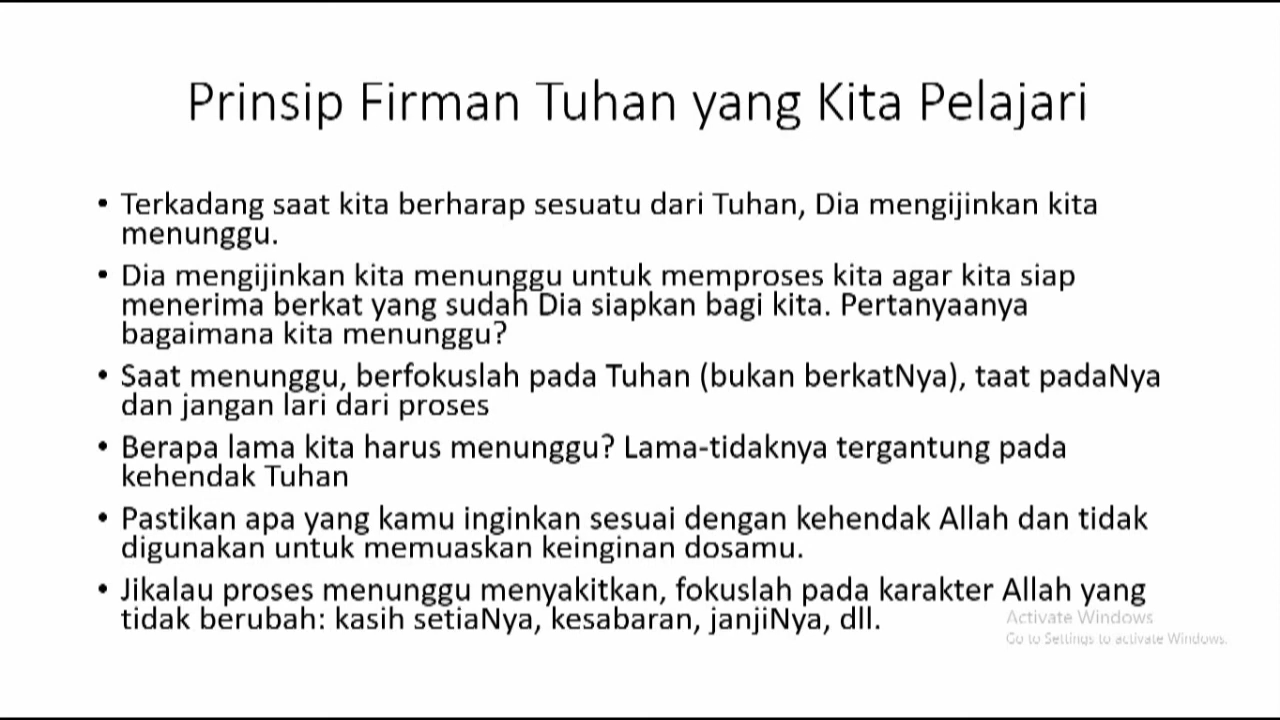 Prinsip Firman Tuhan yang Kita Pelajari
• Terkadang saat kita berharap sesuatu dari Tuhan, Dia mengijinkan kita
menunggu.
• Dia mengijinkan kita menunggu untuk memproses kita agar kita siap
menerima berkat yang sudah Dia siapkan bagi kita. Pertanyaanya
bagaimana kita menunggu?
• Saat menunggu, berfokuslah pada Tuhan (bukan berkatNya), taat padaNya
dan jangan lari dari proses
• Berapa lama kita harus menunggu? Lama-tidaknya tergantung pada
kehendak Tuhan
• Pastikan apa yang kamu inginkan sesuai dengan kehendak Allah dan tidak
digunakan untuk memuaskan keinginan dosamu.
• Jikalau proses menunggu menyakitkan, fokuslah pada karakter Allah yang
tidak berubah: kasih setiaNya, kesabaran, janjiNya, dll.
Activate Windows
Go to Settings to activate Windows.